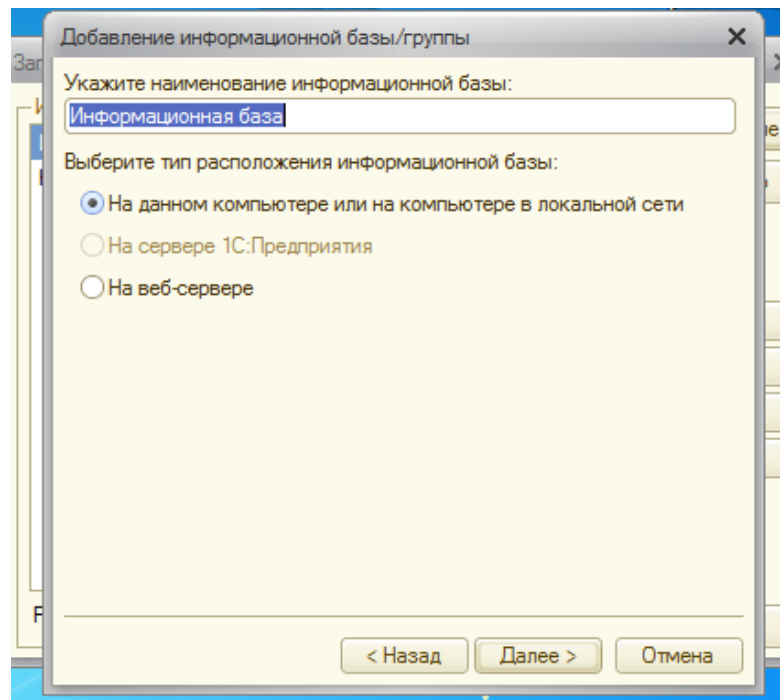 Добавление информационной базы/группы
Укажите наименование информационной базы:
Информационная база
Выберите тип расположения информационной базы:
На данном компьютере или на компьютере в локальной сети
На сервере 1С:Предприятия
На веб-сервере
< Назад
Далее >
Отмена